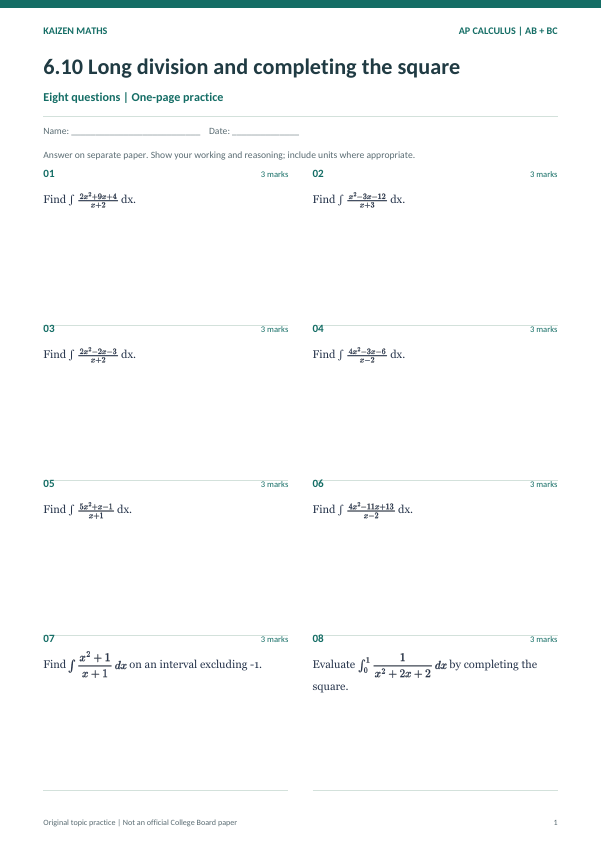 KAIZEN MATHS
AP CALCULUS | AB + BC
6.10 Long division and completing the square
Eight questions | One-page practice
Name: ____________________________ Date: ______________
Answer on separate paper. Show your working and reasoning; include units where appropriate.
01 3 marks
Find ∫ (2x²+9x+4)/(x+2) dx.
02 3 marks
Find ∫ (x²−3x−12)/(x+3) dx.
03 3 marks
Find ∫ (2x²−2x−3)/(x+2) dx.
04 3 marks
Find ∫ (4x²−3x−6)/(x−2) dx.
05 3 marks
Find ∫ (5x²+x−1)/(x+1) dx.
06 3 marks
Find ∫ (4x²−11x+13)/(x−2) dx.
07 3 marks
Find ∫ (x² + 1)/(x + 1) dx on an interval excluding -1.
08 3 marks
Evaluate ∫₀¹ 1/(x² + 2x + 2) dx by completing the
square.
Original topic practice | Not an official College Board paper
1